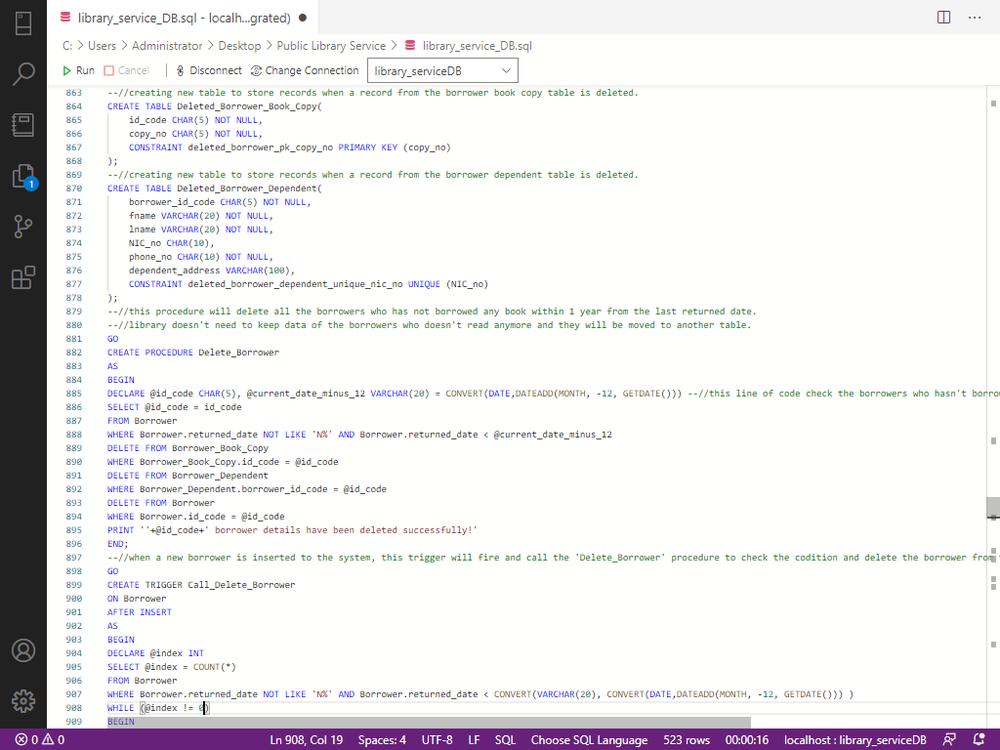 library_service_DB.sql - localh...grated) ●
C: > Users > Administrator > Desktop > Public Library Service > library_service_DB.sql
Run Cancel | Disconnect Change Connection library_serviceDB
863 --//creating new table to store records when a record from the borrower book copy table is deleted.
864 CREATE TABLE Deleted_Borrower_Book_Copy(
865 id_code CHAR(5) NOT NULL,
866 copy_no CHAR(5) NOT NULL,
867 CONSTRAINT deleted_borrower_pk_copy_no PRIMARY KEY (copy_no)
868 );
869 --//creating new table to store records when a record from the borrower dependent table is deleted.
870 CREATE TABLE Deleted_Borrower_Dependent(
871 borrower_id_code CHAR(5) NOT NULL,
872 fname VARCHAR(20) NOT NULL,
873 lname VARCHAR(20) NOT NULL,
874 NIC_no CHAR(10),
875 phone_no CHAR(10) NOT NULL,
876 dependent_address VARCHAR(100),
877 CONSTRAINT deleted_borrower_dependent_unique_nic_no UNIQUE (NIC_no)
878 );
879 --//this procedure will delete all the borrowers who has not borrowed any book within 1 year from the last returned date.
880 --//library doesn't need to keep data of the borrowers who doesn't read anymore and they will be moved to another table.
881 GO
882 CREATE PROCEDURE Delete_Borrower
883 AS
884 BEGIN
885 DECLARE @id_code CHAR(5), @current_date_minus_12 VARCHAR(20) = CONVERT(DATE,DATEADD(MONTH, -12, GETDATE())) --//this line of code check the borrowers who hasn't borro
886 SELECT @id_code = id_code
887 FROM Borrower
888 WHERE Borrower.returned_date NOT LIKE 'N%' AND Borrower.returned_date < @current_date_minus_12
889 DELETE FROM Borrower_Book_Copy
890 WHERE Borrower_Book_Copy.id_code = @id_code
891 DELETE FROM Borrower_Dependent
892 WHERE Borrower_Dependent.borrower_id_code = @id_code
893 DELETE FROM Borrower
894 WHERE Borrower.id_code = @id_code
895 PRINT ''+@id_code+' borrower details have been deleted successfully!'
896 END;
897 --//when a new borrower is inserted to the system, this trigger will fire and call the 'Delete_Borrower' procedure to check the codition and delete the borrower from
898 GO
899 CREATE TRIGGER Call_Delete_Borrower
900 ON Borrower
901 AFTER INSERT
902 AS
903 BEGIN
904 DECLARE @index INT
905 SELECT @index = COUNT(*)
906 FROM Borrower
907 WHERE Borrower.returned_date NOT LIKE 'N%' AND Borrower.returned_date < CONVERT(VARCHAR(20), CONVERT(DATE,DATEADD(MONTH, -12, GETDATE())) )
908 WHILE (@index != 0)
909 BEGIN
1
0 0 Ln 908, Col 19 Spaces: 4 UTF-8 LF SQL Choose SQL Language 523 rows 00:00:16 localhost : library_serviceDB